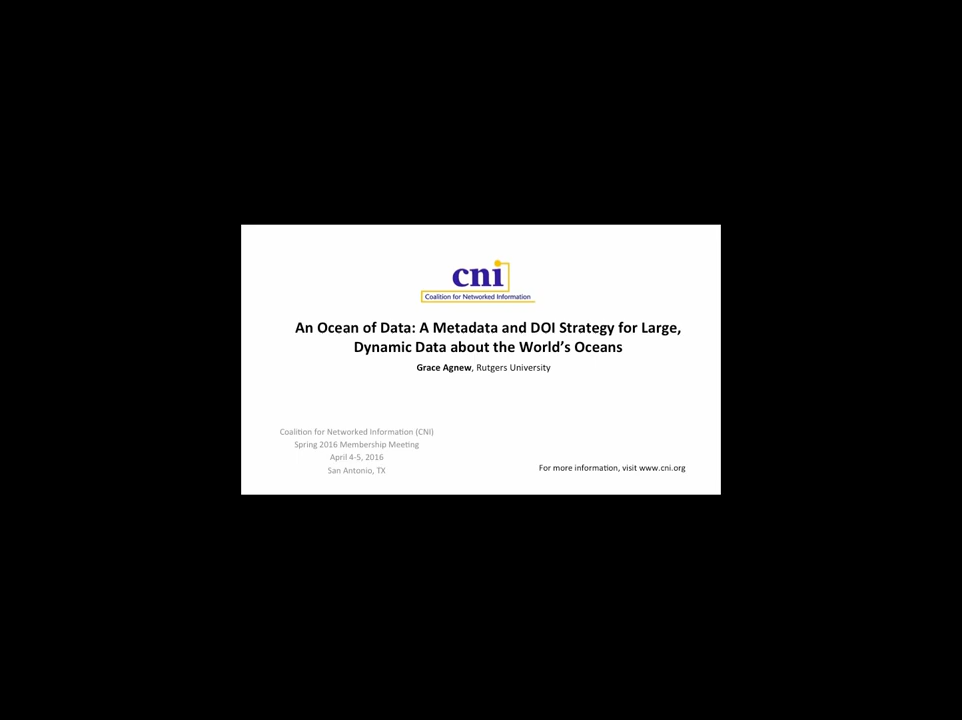 cni
Coalition for Networked Information
An Ocean of Data: A Metadata and DOI Strategy for Large,
Dynamic Data about the World's Oceans
Grace Agnew, Rutgers University
Coalition for Networked Information (CNI)
Spring 2016 Membership Meeting
April 4-5, 2016
San Antonio, TX
For more information, visit www.cni.org